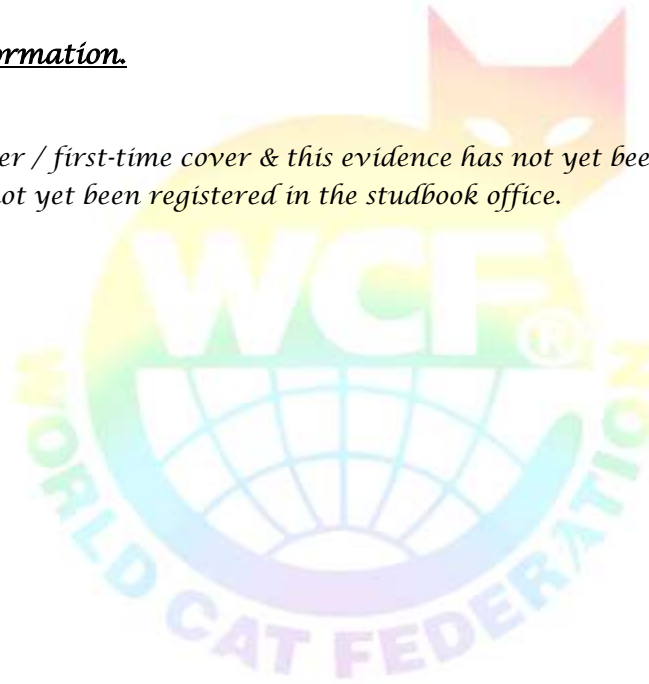 ormation.
er / first-time cover & this evidence has not yet bee
not yet been registered in the studbook office.
WCF ®
WORLD CAT FEDERATION